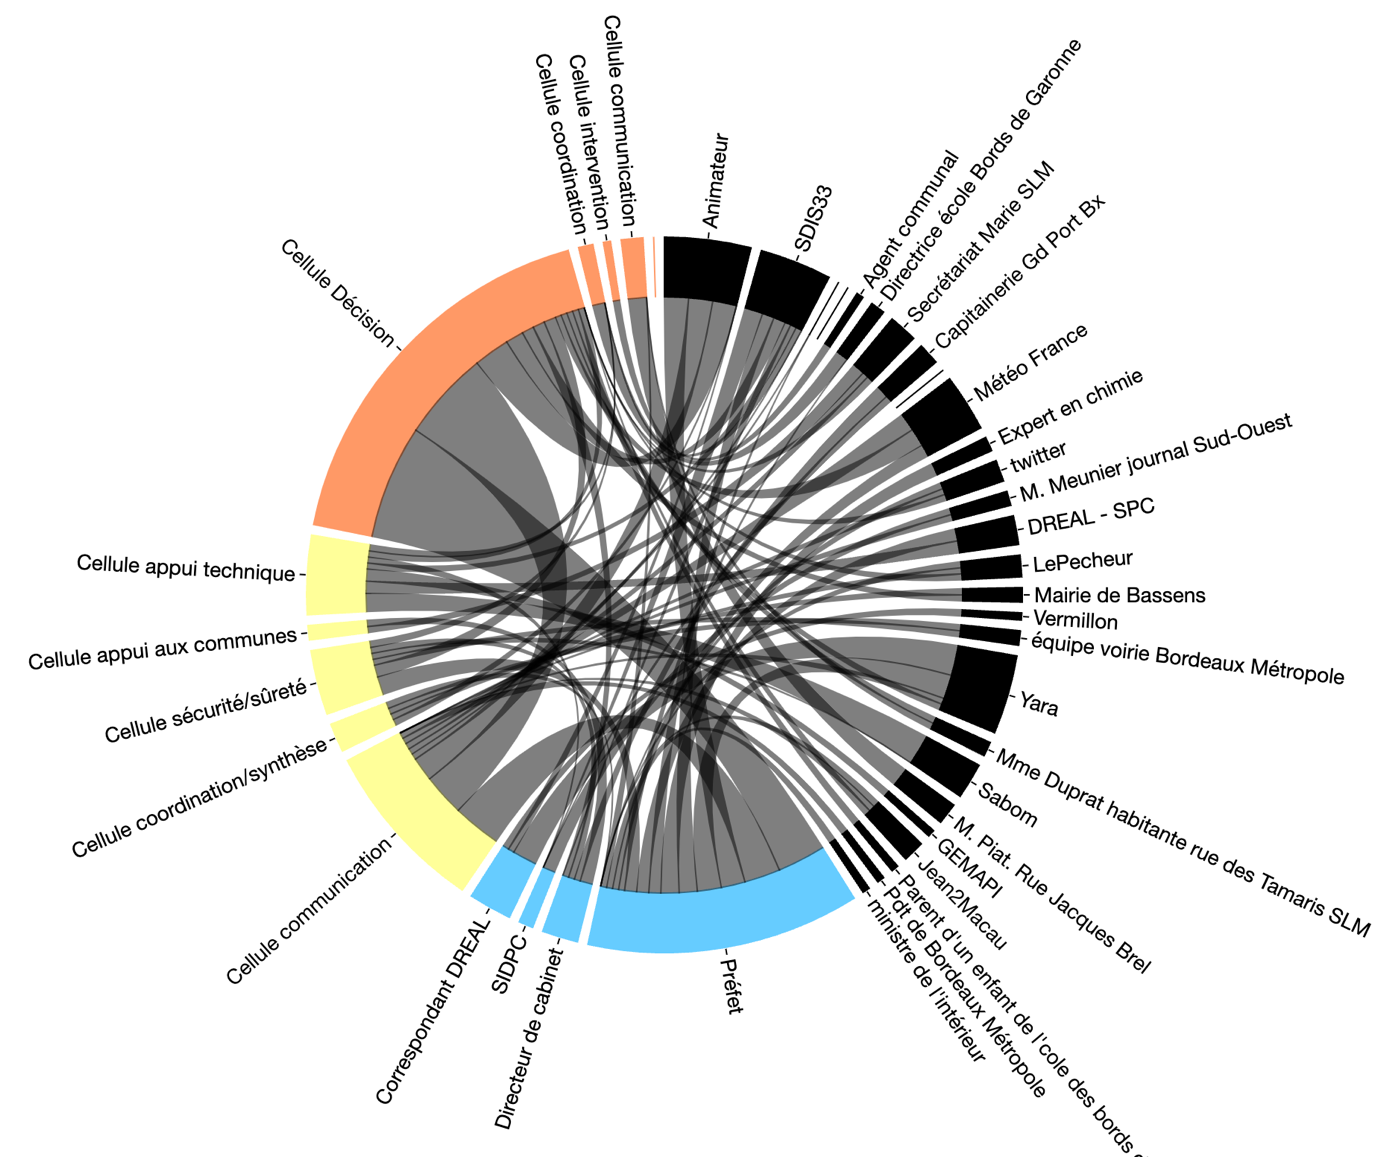 Cellule coordination
Cellule intervention
Cellule communication
Animateur
SDIS33
Agent communal
Directrice école Bords de Garonne
Secrétariat Marie SLM
Capitainerie Gd Port Bx
Météo France
Expert en chimie
twitter
M. Meunier journal Sud-Ouest
DREAL - SPC
LePecheur
Mairie de Bassens
Vermillon
équipe voirie Bordeaux Métropole
Yara
Mme Duprat habitante rue des Tamaris SLM
Sabom
M. Piat. Rue Jacques Brel
GEMAPI
Jean2Macau
Parent d'un enfant de l'cole des bords
Pdt de Bordeaux Métropole
ministre de l'intérieur
Préfet
Directeur de cabinet
SIDPC
Correspondant DREAL
Cellule communication
Cellule coordination/synthèse
Cellule sécurité/sûreté
Cellule appui aux communes
Cellule appui technique
Cellule Décision